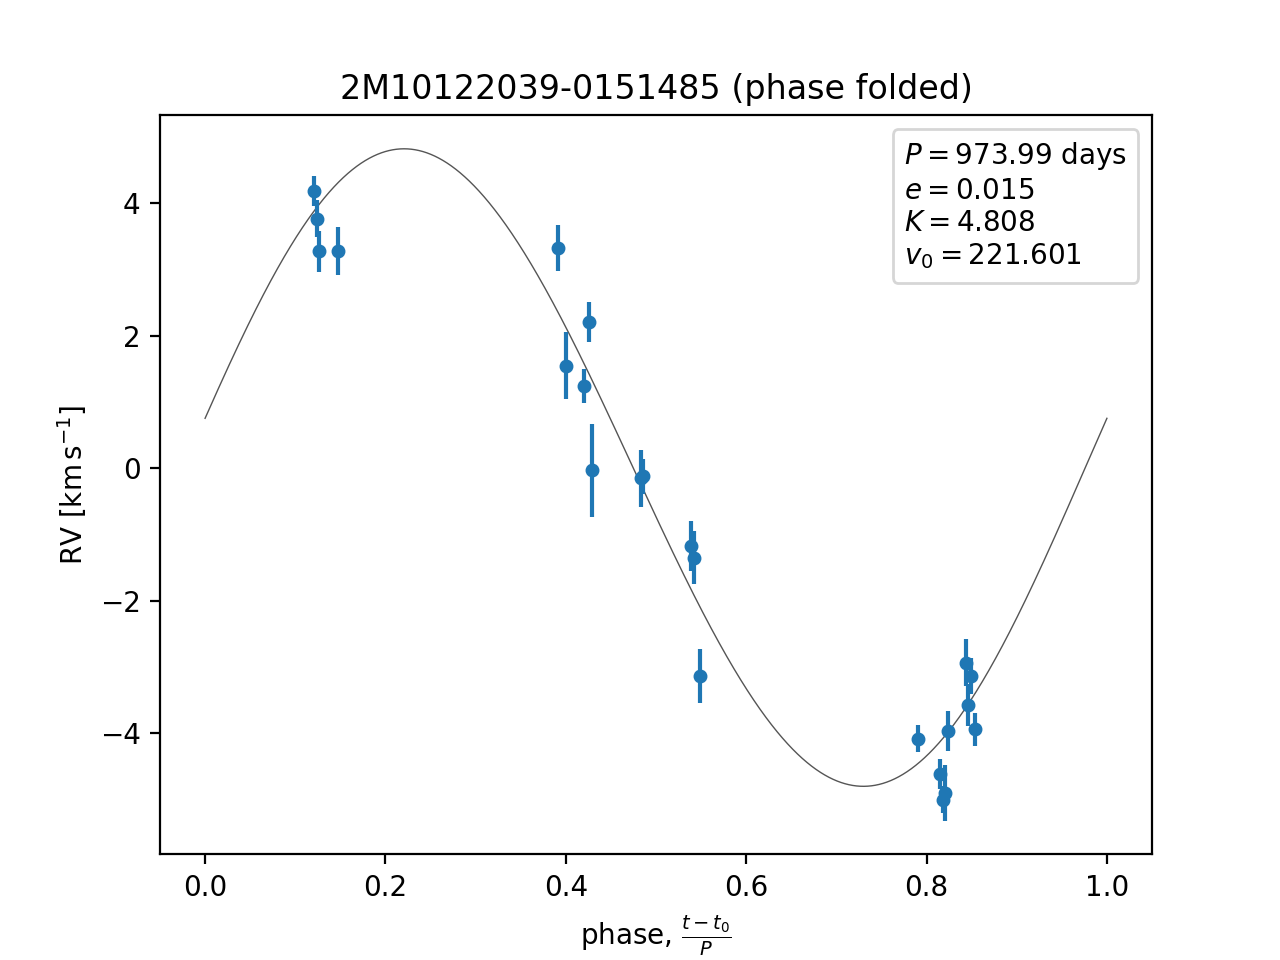 2M10122039-0151485 (phase folded)
P = 973.99 days
e = 0.015
K = 4.808
v₀ = 221.601
4
2
0
−2
−4
RV [km s⁻¹]
0.0 0.2 0.4 0.6 0.8 1.0
phase, (t − t₀)/P